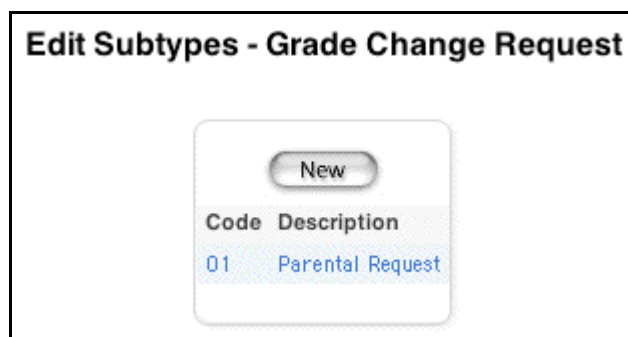 Edit Subtypes - Grade Change Request
New
Code Description
01 Parental Request